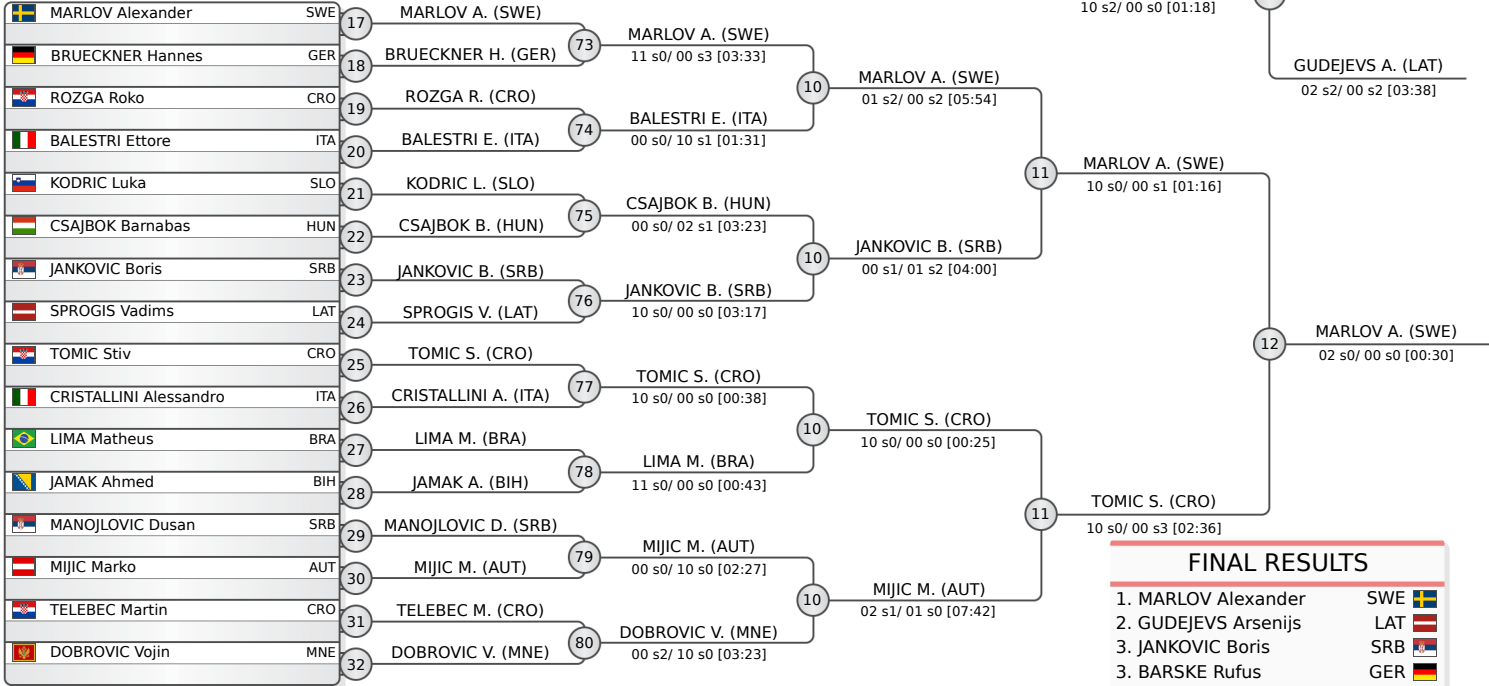 MARLOV Alexander SWE
BRUECKNER Hannes GER
ROZGA Roko CRO
BALESTRI Ettore ITA
KODRIC Luka SLO
CSAJBOK Barnabas HUN
JANKOVIC Boris SRB
SPROGIS Vadims LAT
TOMIC Stiv CRO
CRISTALLINI Alessandro ITA
LIMA Matheus BRA
JAMAK Ahmed BIH
MANOJLOVIC Dusan SRB
MIJIC Marko AUT
TELEBEC Martin CRO
DOBROVIC Vojin MNE
17
18
19
20
21
22
23
24
25
26
27
28
29
30
31
32
MARLOV A. (SWE)
BRUECKNER H. (GER)
ROZGA R. (CRO)
BALESTRI E. (ITA)
KODRIC L. (SLO)
CSAJBOK B. (HUN)
JANKOVIC B. (SRB)
SPROGIS V. (LAT)
TOMIC S. (CRO)
CRISTALLINI A. (ITA)
LIMA M. (BRA)
JAMAK A. (BIH)
MANOJLOVIC D. (SRB)
MIJIC M. (AUT)
TELEBEC M. (CRO)
DOBROVIC V. (MNE)
73
74
75
76
77
78
79
80
MARLOV A. (SWE)
11 s0/ 00 s3 [03:33]
BALESTRI E. (ITA)
00 s0/ 10 s1 [01:31]
CSAJBOK B. (HUN)
00 s0/ 02 s1 [03:23]
JANKOVIC B. (SRB)
10 s0/ 00 s0 [03:17]
TOMIC S. (CRO)
10 s0/ 00 s0 [00:38]
LIMA M. (BRA)
11 s0/ 00 s0 [00:43]
MIJIC M. (AUT)
00 s0/ 10 s0 [02:27]
DOBROVIC V. (MNE)
00 s2/ 10 s0 [03:23]
10
10
10
10
MARLOV A. (SWE)
01 s2/ 00 s2 [05:54]
JANKOVIC B. (SRB)
00 s1/ 01 s2 [04:00]
TOMIC S. (CRO)
10 s0/ 00 s0 [00:25]
MIJIC M. (AUT)
02 s1/ 01 s0 [07:42]
11
11
10 s2/ 00 s0 [01:18]
MARLOV A. (SWE)
10 s0/ 00 s1 [01:16]
TOMIC S. (CRO)
10 s0/ 00 s3 [02:36]
12
GUDEJEVS A. (LAT)
02 s2/ 00 s2 [03:38]
MARLOV A. (SWE)
02 s0/ 00 s0 [00:30]
FINAL RESULTS
1. MARLOV Alexander SWE
2. GUDEJEVS Arsenijs LAT
3. JANKOVIC Boris SRB
3. BARSKE Rufus GER